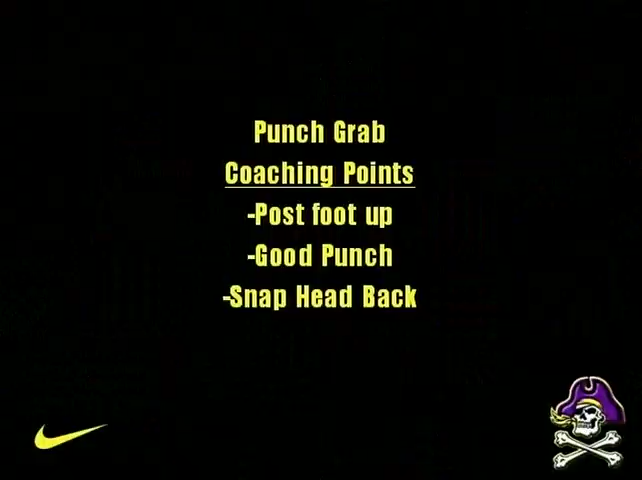 Punch Grab
Coaching Points
-Post foot up
-Good Punch
-Snap Head Back